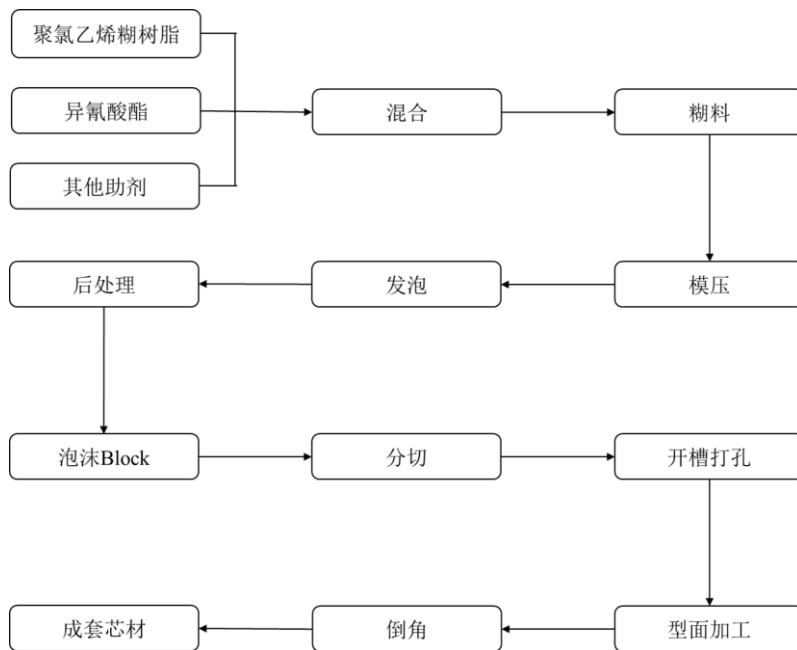 聚氯乙烯糊树脂
异氰酸酯
混合
糊料
其他助剂
后处理
发泡
模压
泡沫Block
分切
开槽打孔
成套芯材
倒角
型面加工